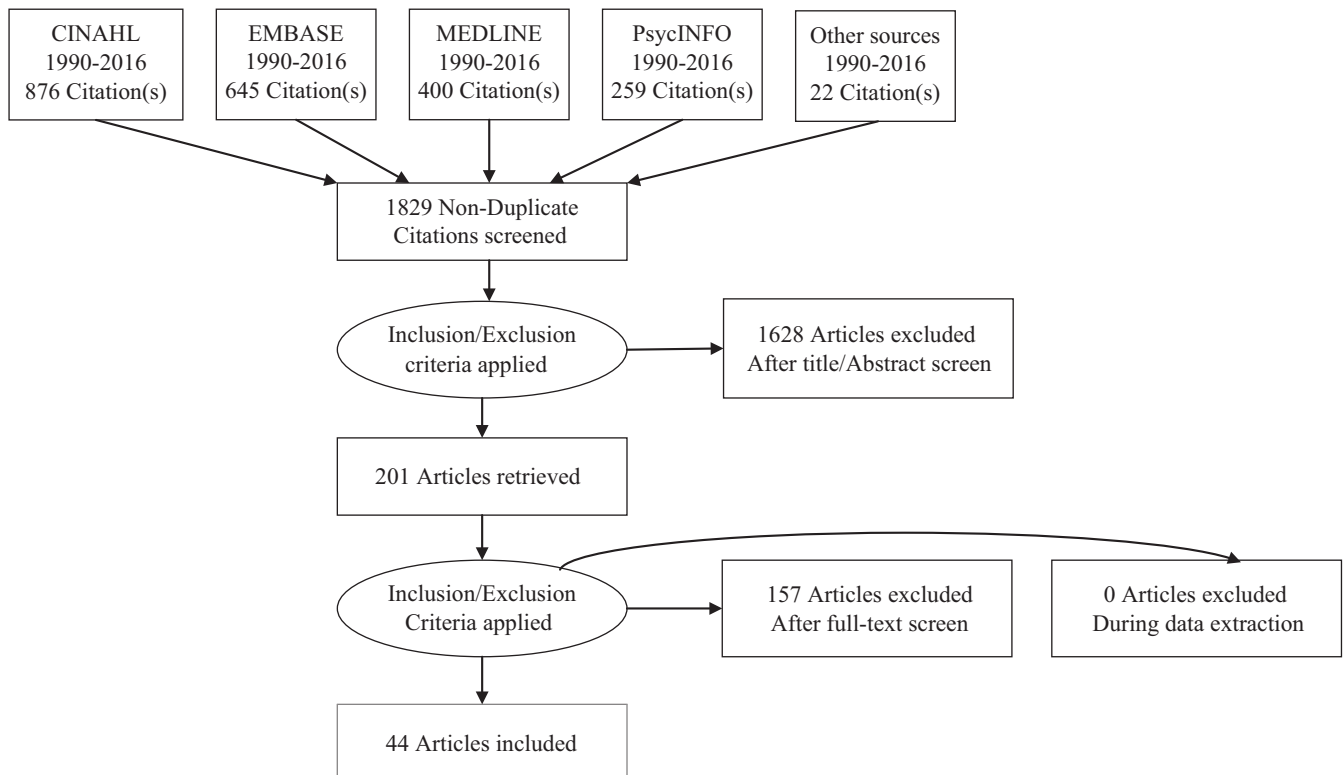 CINAHL
1990-2016
876 Citation(s)
EMBASE
1990-2016
645 Citation(s)
MEDLINE
1990-2016
400 Citation(s)
PsycINFO
1990-2016
259 Citation(s)
Other sources
1990-2016
22 Citation(s)
1829 Non-Duplicate
Citations screened
Inclusion/Exclusion
criteria applied
1628 Articles excluded
After title/Abstract screen
201 Articles retrieved
Inclusion/Exclusion
Criteria applied
157 Articles excluded
After full-text screen
0 Articles excluded
During data extraction
44 Articles included